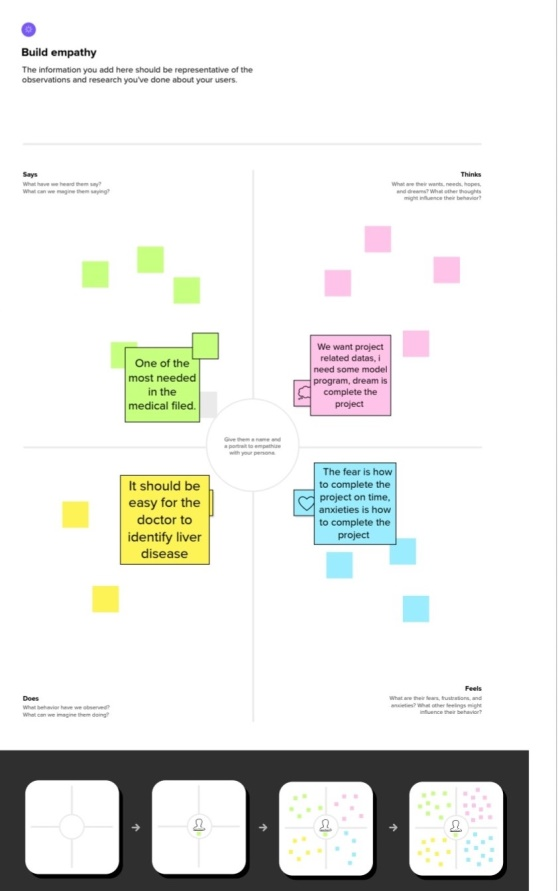 Build empathy
The information you add here should be representative of the
observations and research you've done about your users.
Says
What have we heard them say?
What can we magine them saying?
Thinks
What are their wants, needs, hopes,
and dreams? What other thoughts
might influence their behavior?
One of the
most needed
in the
medical filed.
We want project
related datas, i
need some model
program, dream is
complete the
project
Give them a name and
a portrait to empathize
with your persona.
It should be
easy for the
doctor to
identify liver
disease
The fear is how
to complete the
project on time,
anxieties is how
to complete the
project
Does
What behavior have we observed?
What can we imagine them doing?
Feels
What are their fears, frustrations, and
anxieties? What other feelings might
influence their behavior?